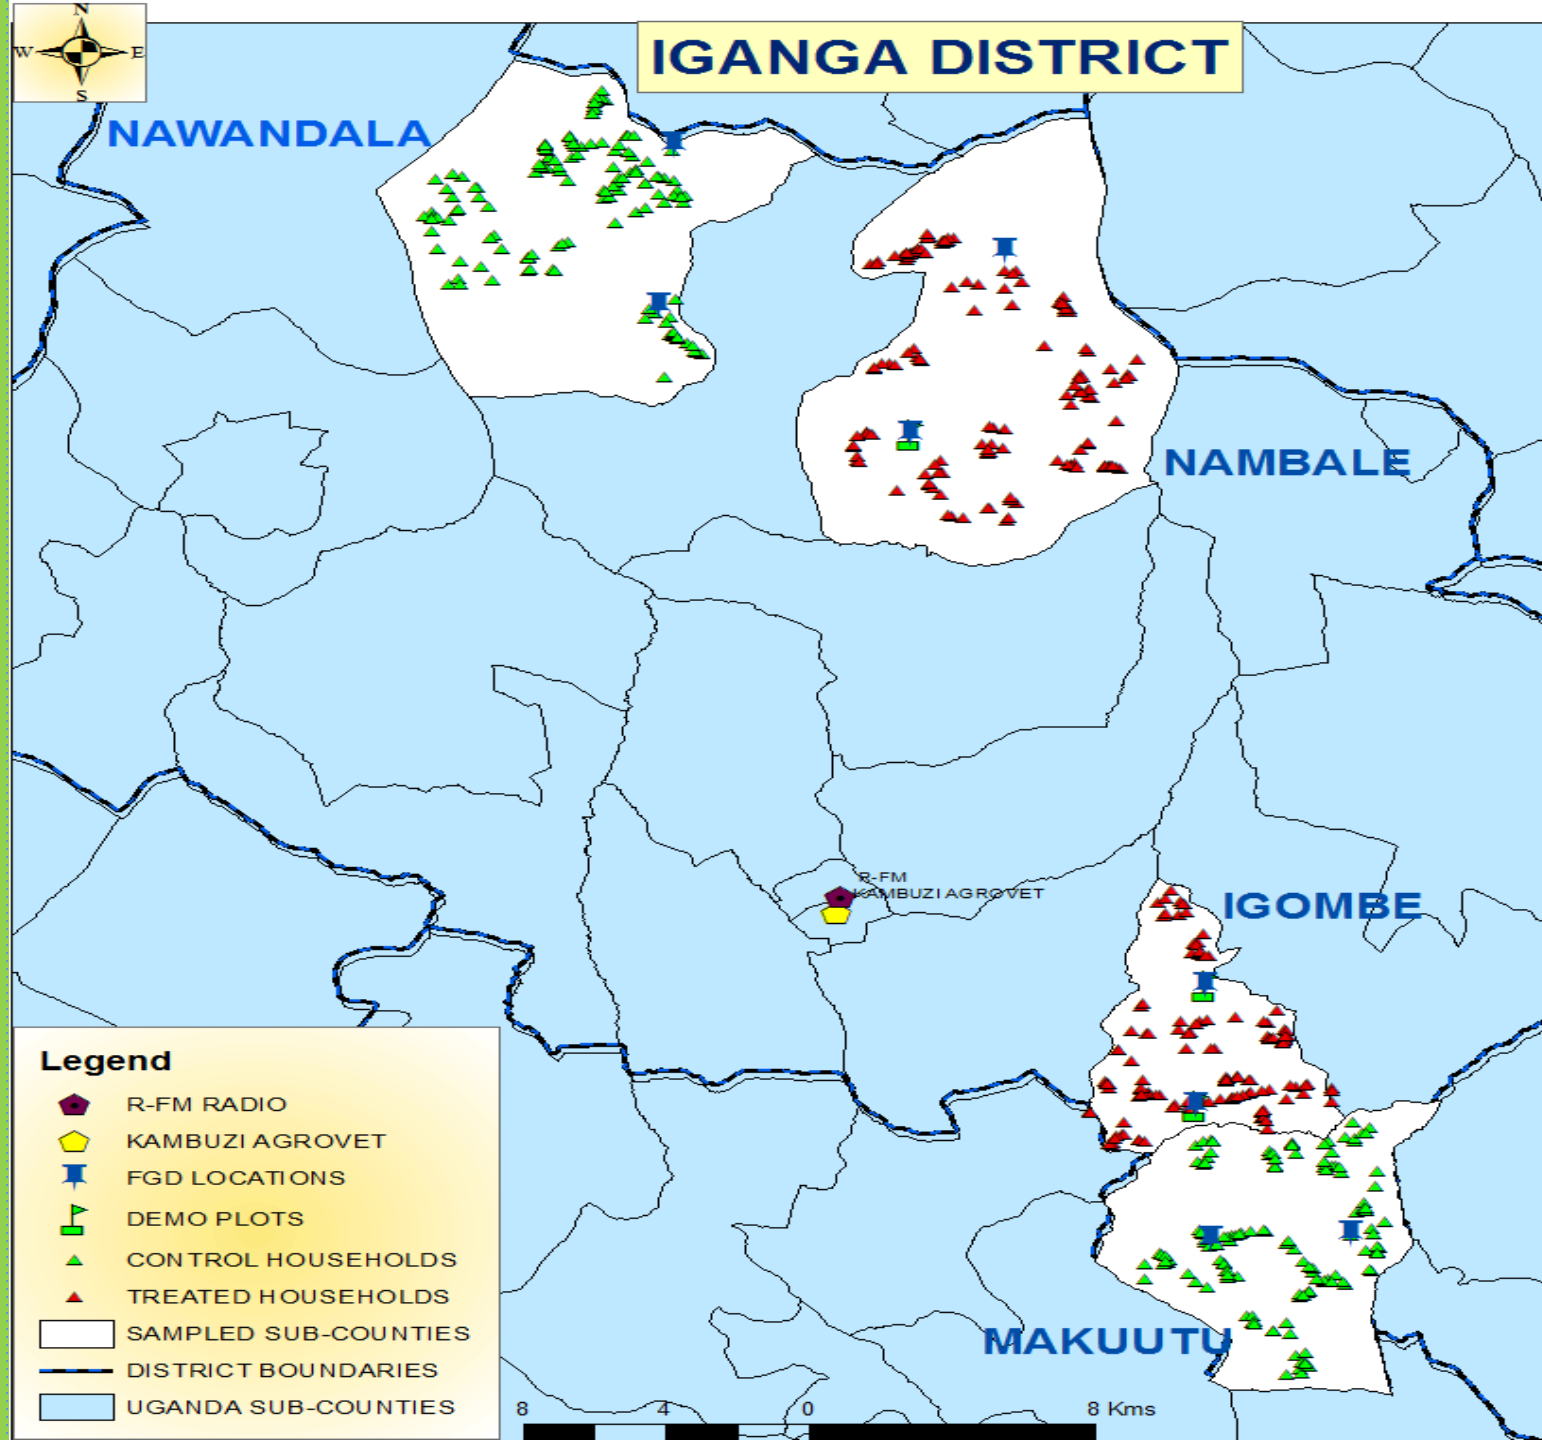 N
W E
S
IGANGA DISTRICT
NAWANDALA
NAMBALE
R-FM
KAMBUZI AGROVET
IGOMBE
MAKUUTU
Legend
R-FM RADIO
KAMBUZI AGROVET
FGD LOCATIONS
DEMO PLOTS
CONTROL HOUSEHOLDS
TREATED HOUSEHOLDS
SAMPLED SUB-COUNTIES
DISTRICT BOUNDARIES
UGANDA SUB-COUNTIES
8 4 0 8 Kms